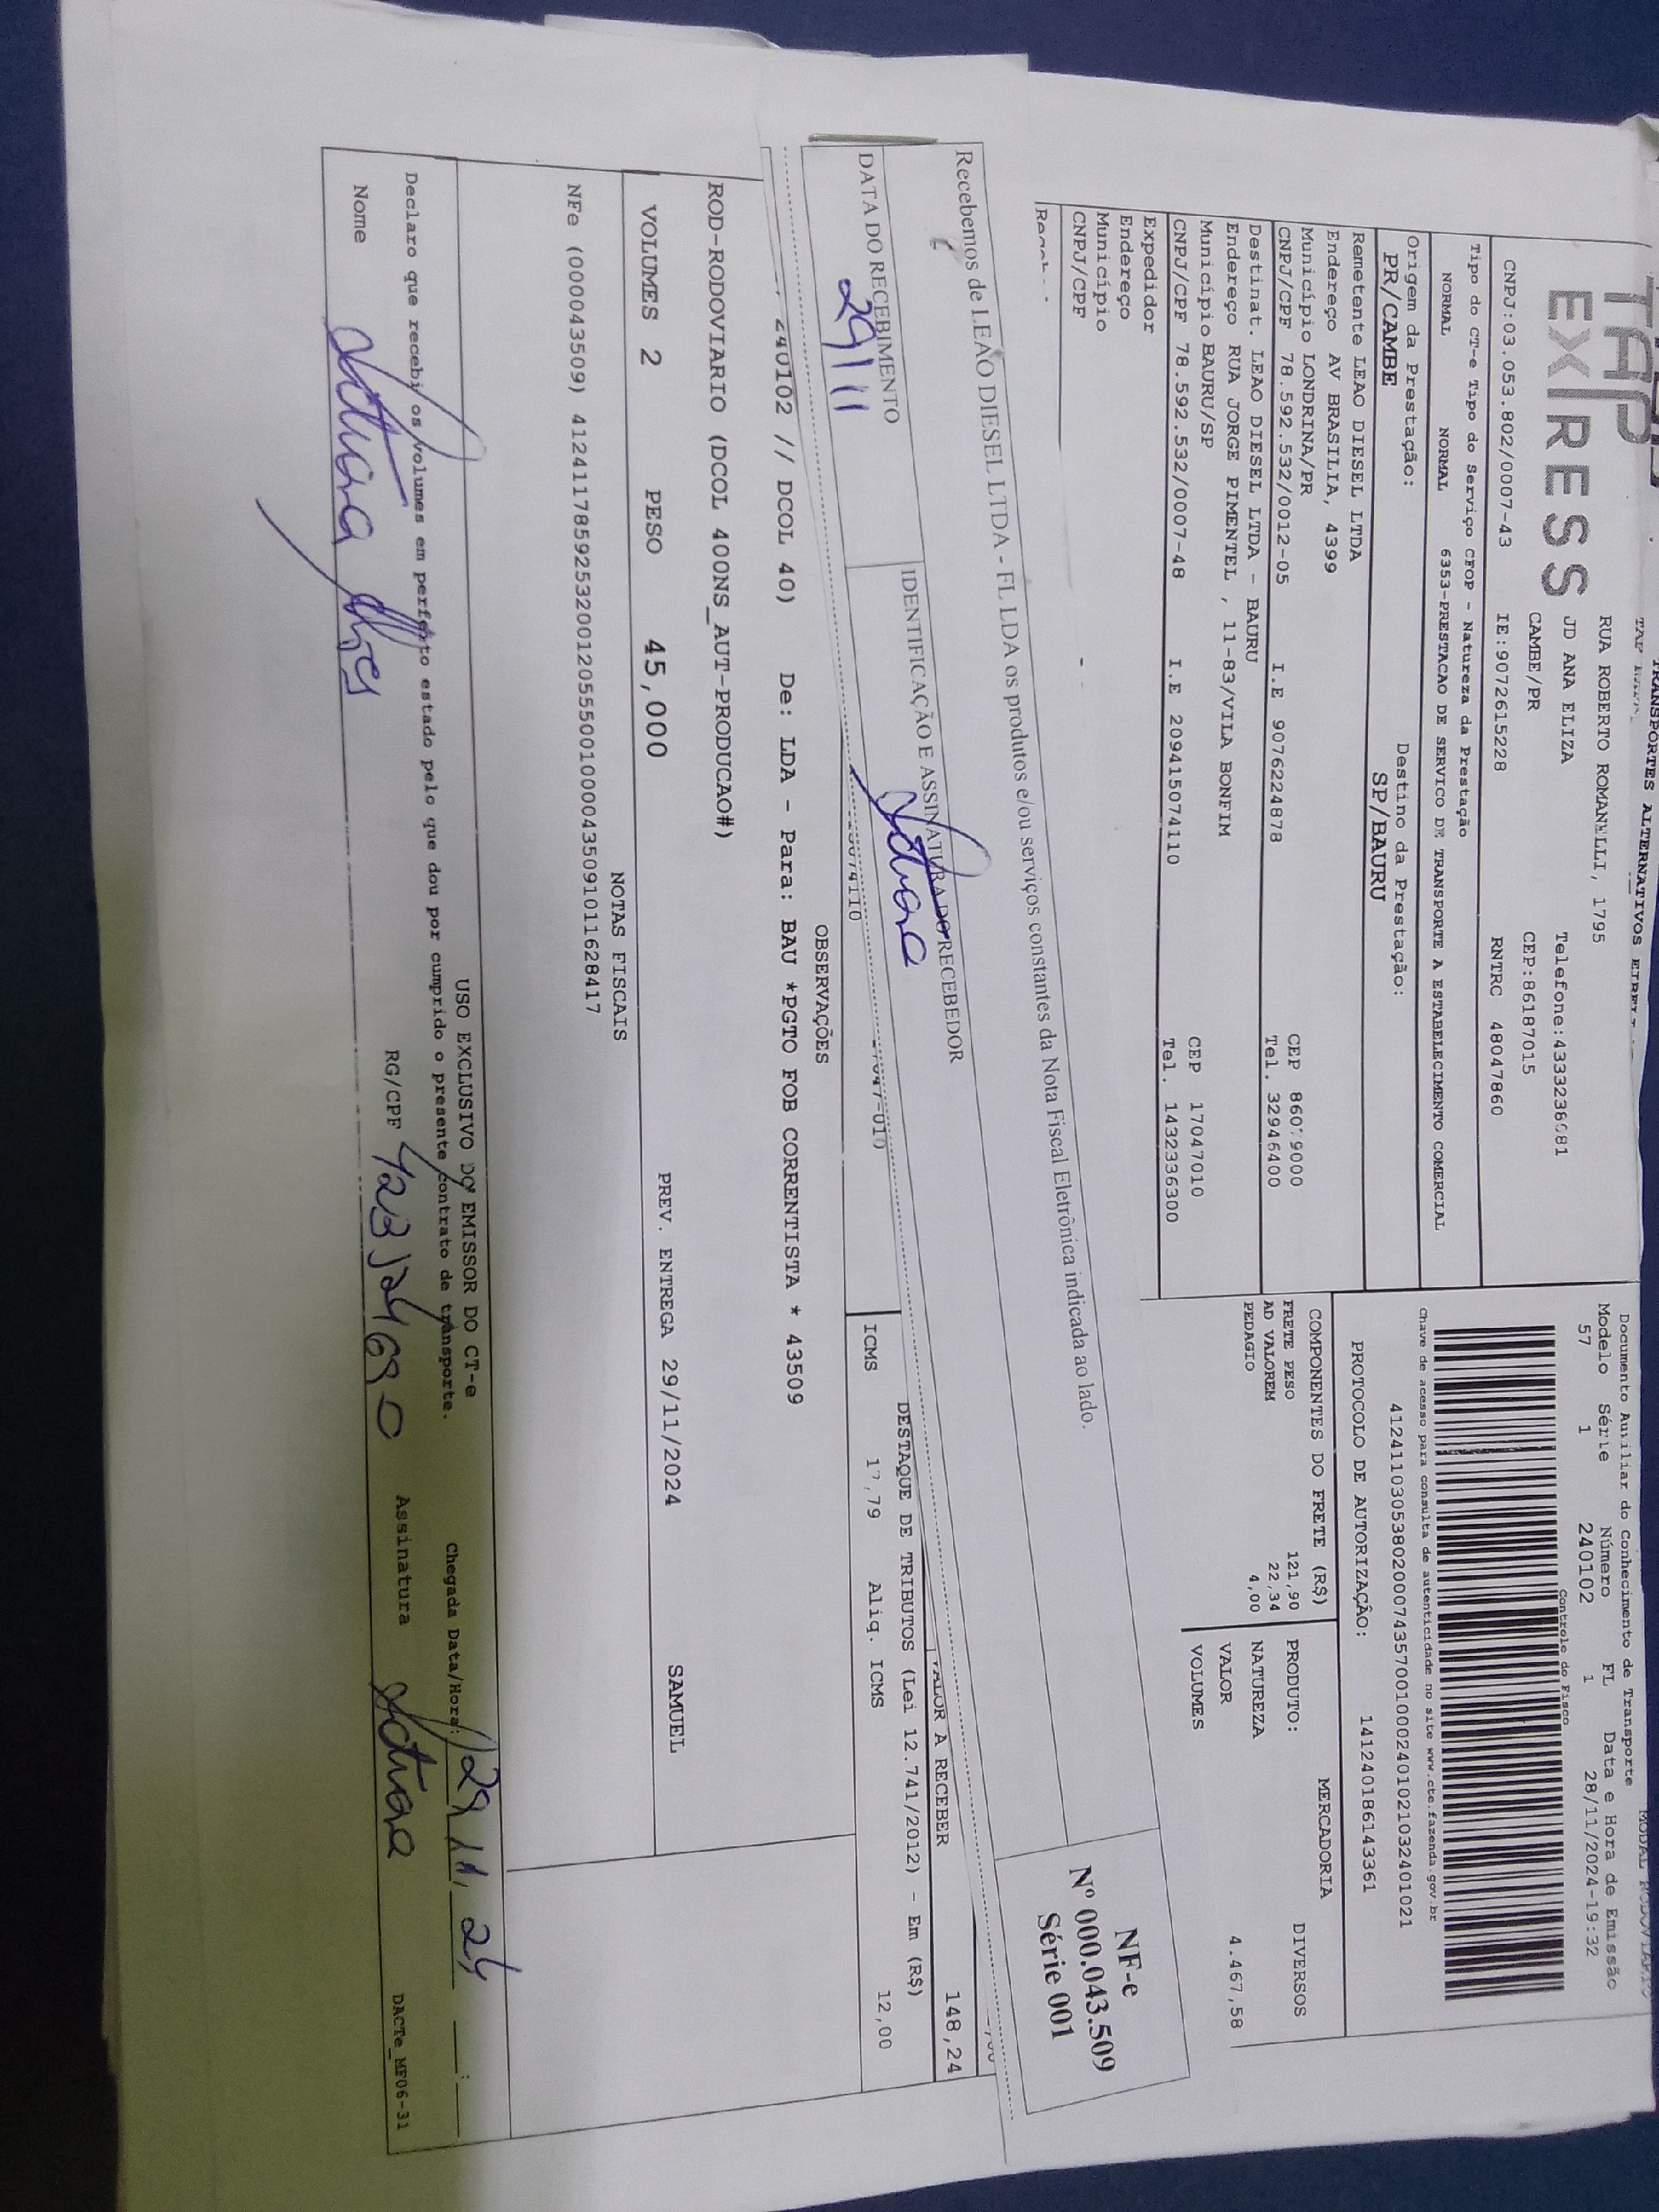 TRANSPORTES ALTERNATIVOS EIRELI
TAP
EXPRESS
RUA ROBERTO ROMANELLI, 1795
JD ANA ELIZA Telefone:4333236081
CAMBE/PR CEP:86187015
CNPJ:03.053.802/0007-43 IE:9072615228 RNTRC 48047860
Tipo do CT-e Tipo do Serviço CFOP - Natureza da Prestação
NORMAL NORMAL 6353-PRESTACAO DE SERVICO DE TRANSPORTE A ESTABELECIMENTO COMERCIAL
Origem da Prestação: Destino da Prestação:
PR/CAMBE SP/BAURU
Remetente LEAO DIESEL LTDA
Endereço AV BRASILIA, 4399
Município LONDRINA/PR CEP 86079000
CNPJ/CPF 78.592.532/0012-05 I.E 9076224878 Tel. 32946400
Destinat. LEAO DIESEL LTDA - BAURU
Endereço RUA JORGE PIMENTEL , 11-83/VILA BONFIM
Município BAURU/SP CEP 17047010
CNPJ/CPF 78.592.532/0007-48 I.E 209415074110 Tel. 1432336300
Expedidor
Endereço
Município
CNPJ/CPF
MODAL RODOVIARIO
Documento Auxiliar do Conhecimento de Transporte
Modelo Série Número FL Data e Hora de Emissão
57 1 240102 1 28/11/2024-19:32
Controle do Fisco
Chave de acesso para consulta de autenticidade no site www.cte.fazenda.gov.br
41241103053802000743570010002401021032401021
PROTOCOLO DE AUTORIZAÇÃO: 141240186143361
COMPONENTES DO FRETE (R$)
FRETE PESO 121,90
AD VALOREM 22,34
PEDAGIO 4,00
MERCADORIA
PRODUTO: DIVERSOS
NATUREZA
VALOR 4.467,58
VOLUMES
Recebemos de LEAO DIESEL LTDA - FL LDA os produtos e/ou serviços constantes da Nota Fiscal Eletrônica indicada ao lado.
DATA DO RECEBIMENTO IDENTIFICAÇÃO E ASSINATURA DO RECEBEDOR
29/11
NF-e
Nº 000.043.509
Série 001
VALOR A RECEBER 148,24
DESTAQUE DE TRIBUTOS (Lei 12.741/2012) - Em (R$)
ICMS 17,79 Aliq. ICMS 12,00
OBSERVAÇÕES
240102 // DCOL 40) De: LDA - Para: BAU *PGTO FOB CORRENTISTA * 43509
ROD-RODOVIARIO (DCOL 400NS_AUT-PRODUCAO#)
VOLUMES 2 PESO 45,000 PREV. ENTREGA 29/11/2024 SAMUEL
NOTAS FISCAIS
NFe (000043509) 41241178592532001205550010000435091011628417
USO EXCLUSIVO DO EMISSOR DO CT-e
Declaro que recebi os volumes em perfeito estado pelo que dou por cumprido o presente contrato de transporte.
Chegada Data/Hora: 29/11/24
Nome RG/CPF Assinatura
DACTe_MF06-31